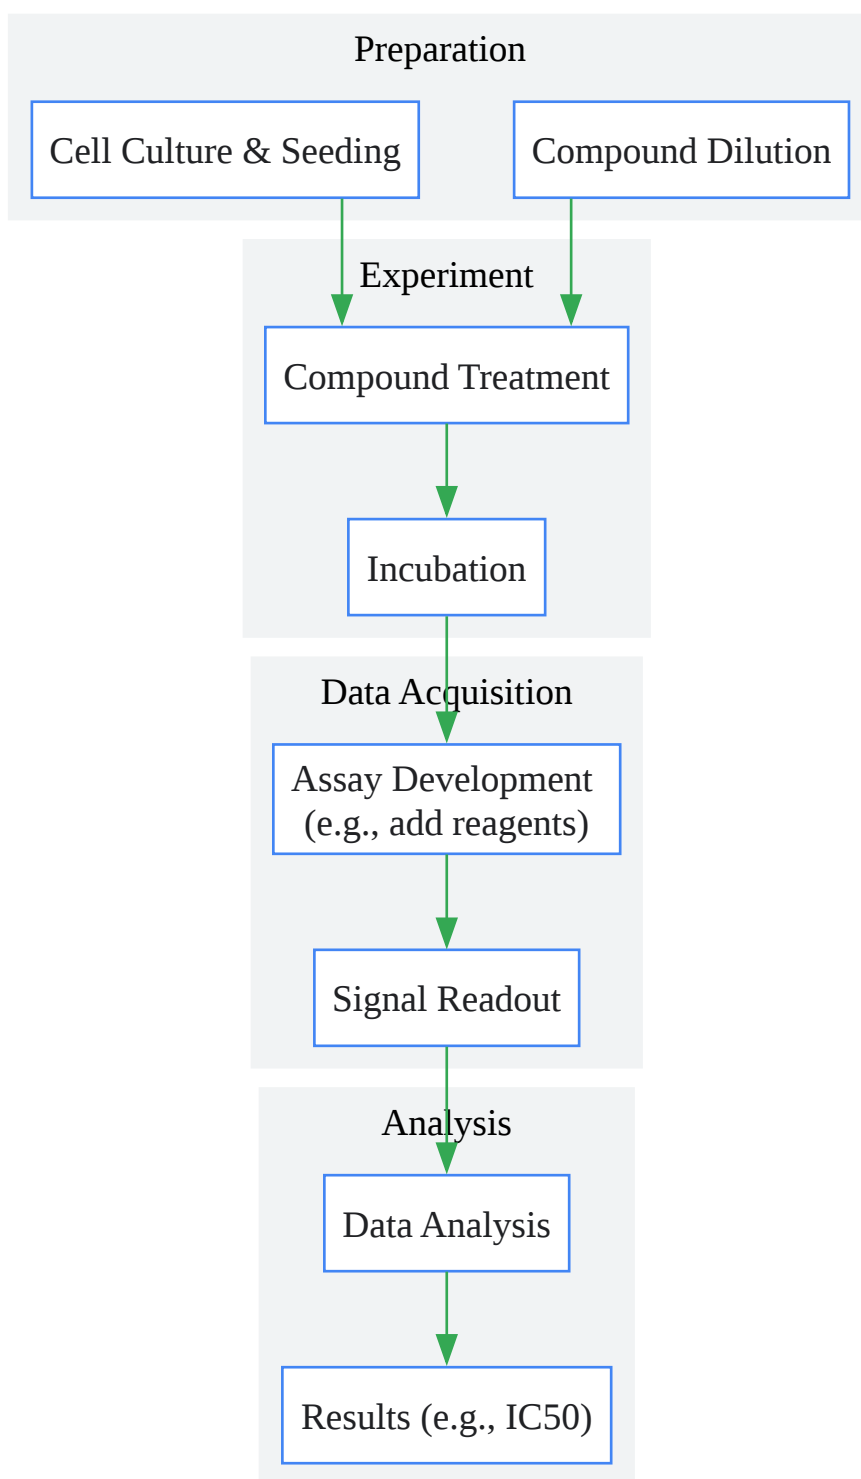 Preparation
Cell Culture & Seeding
Compound Dilution
Experiment
Compound Treatment
Incubation
Data Acquisition
Assay Development
(e.g., add reagents)
Signal Readout
Analysis
Data Analysis
Results (e.g., IC50)